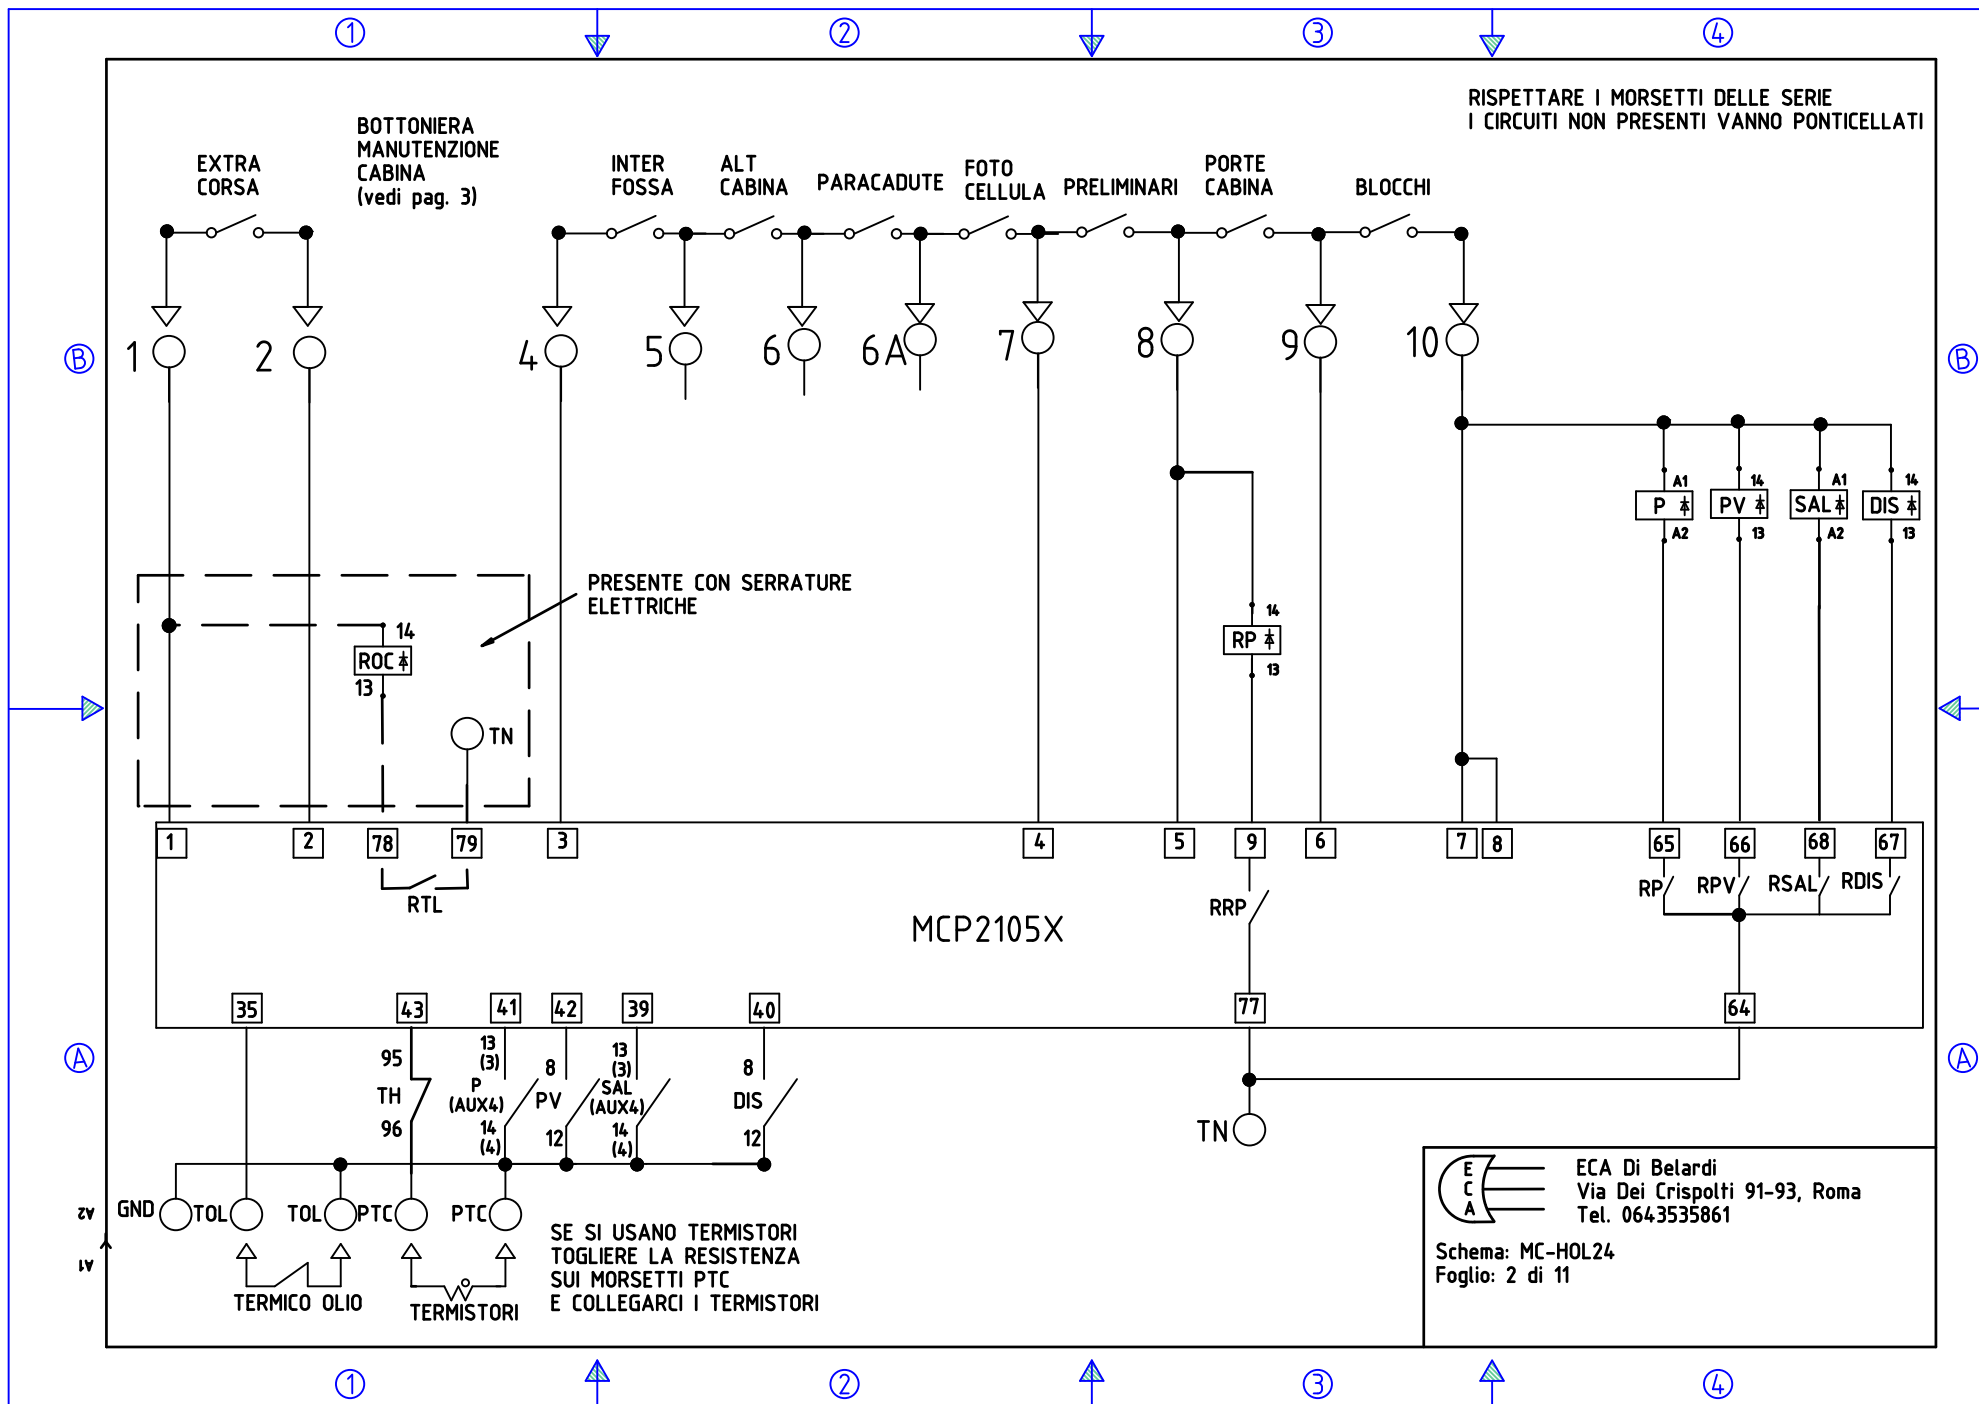 1
2
3
4
RISPETTARE I MORSETTI DELLE SERIE
I CIRCUITI NON PRESENTI VANNO PONTICELLATI
EXTRA
CORSA
BOTTONIERA
MANUTENZIONE
CABINA
(vedi pag. 3)
INTER
FOSSA
ALT
CABINA
PARACADUTE
FOTO
CELLULA
PRELIMINARI
PORTE
CABINA
BLOCCHI
B
1
2
4
5
6
6A
7
8
9
10
B
A1
14
A1
14
P
PV
SAL
DIS
A2
13
A2
13
PRESENTE CON SERRATURE
ELETTRICHE
14
ROC
13
TN
14
RP
13
1
2
78
79
3
4
5
9
6
7
8
65
66
68
67
RTL
RRP
RP
RPV
RSAL
RDIS
MCP2105X
35
43
41
42
39
40
77
64
A
95
TH
96
13
(3)
P
(AUX4)
14
(4)
8
PV
12
13
(3)
SAL
(AUX4)
14
(4)
8
DIS
12
TN
A
A2
A1
GND
TOL
TOL
PTC
PTC
TERMICO OLIO
TERMISTORI
SE SI USANO TERMISTORI
TOGLIERE LA RESISTENZA
SUI MORSETTI PTC
E COLLEGARCI I TERMISTORI
E
C
A
ECA Di Belardi
Via Dei Crispolti 91-93, Roma
Tel. 0643535861
Schema: MC-HOL24
Foglio: 2 di 11
1
2
3
4